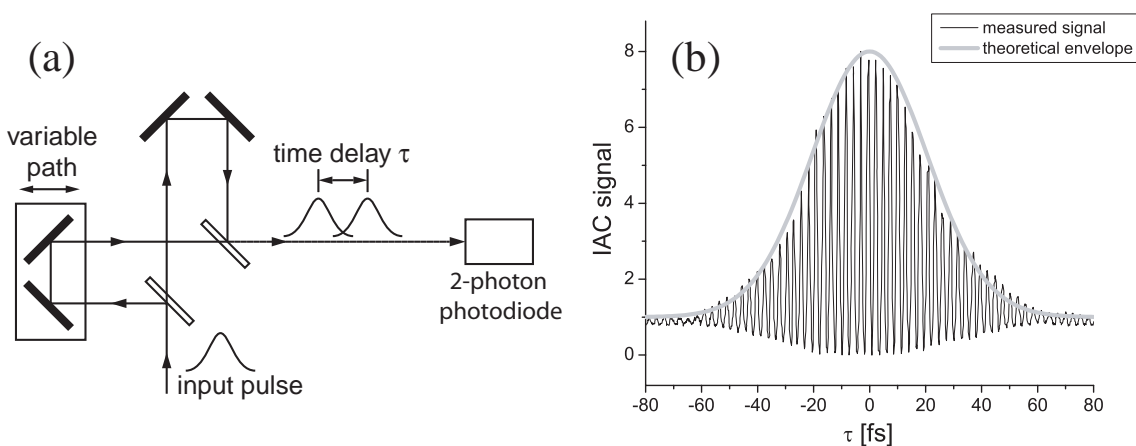 (a)
variable
path
time delay τ
2-photon
photodiode
input pulse
(b)
measured signal
theoretical envelope
IAC signal
8
6
4
2
0
-80 -60 -40 -20 0 20 40 60 80
τ [fs]